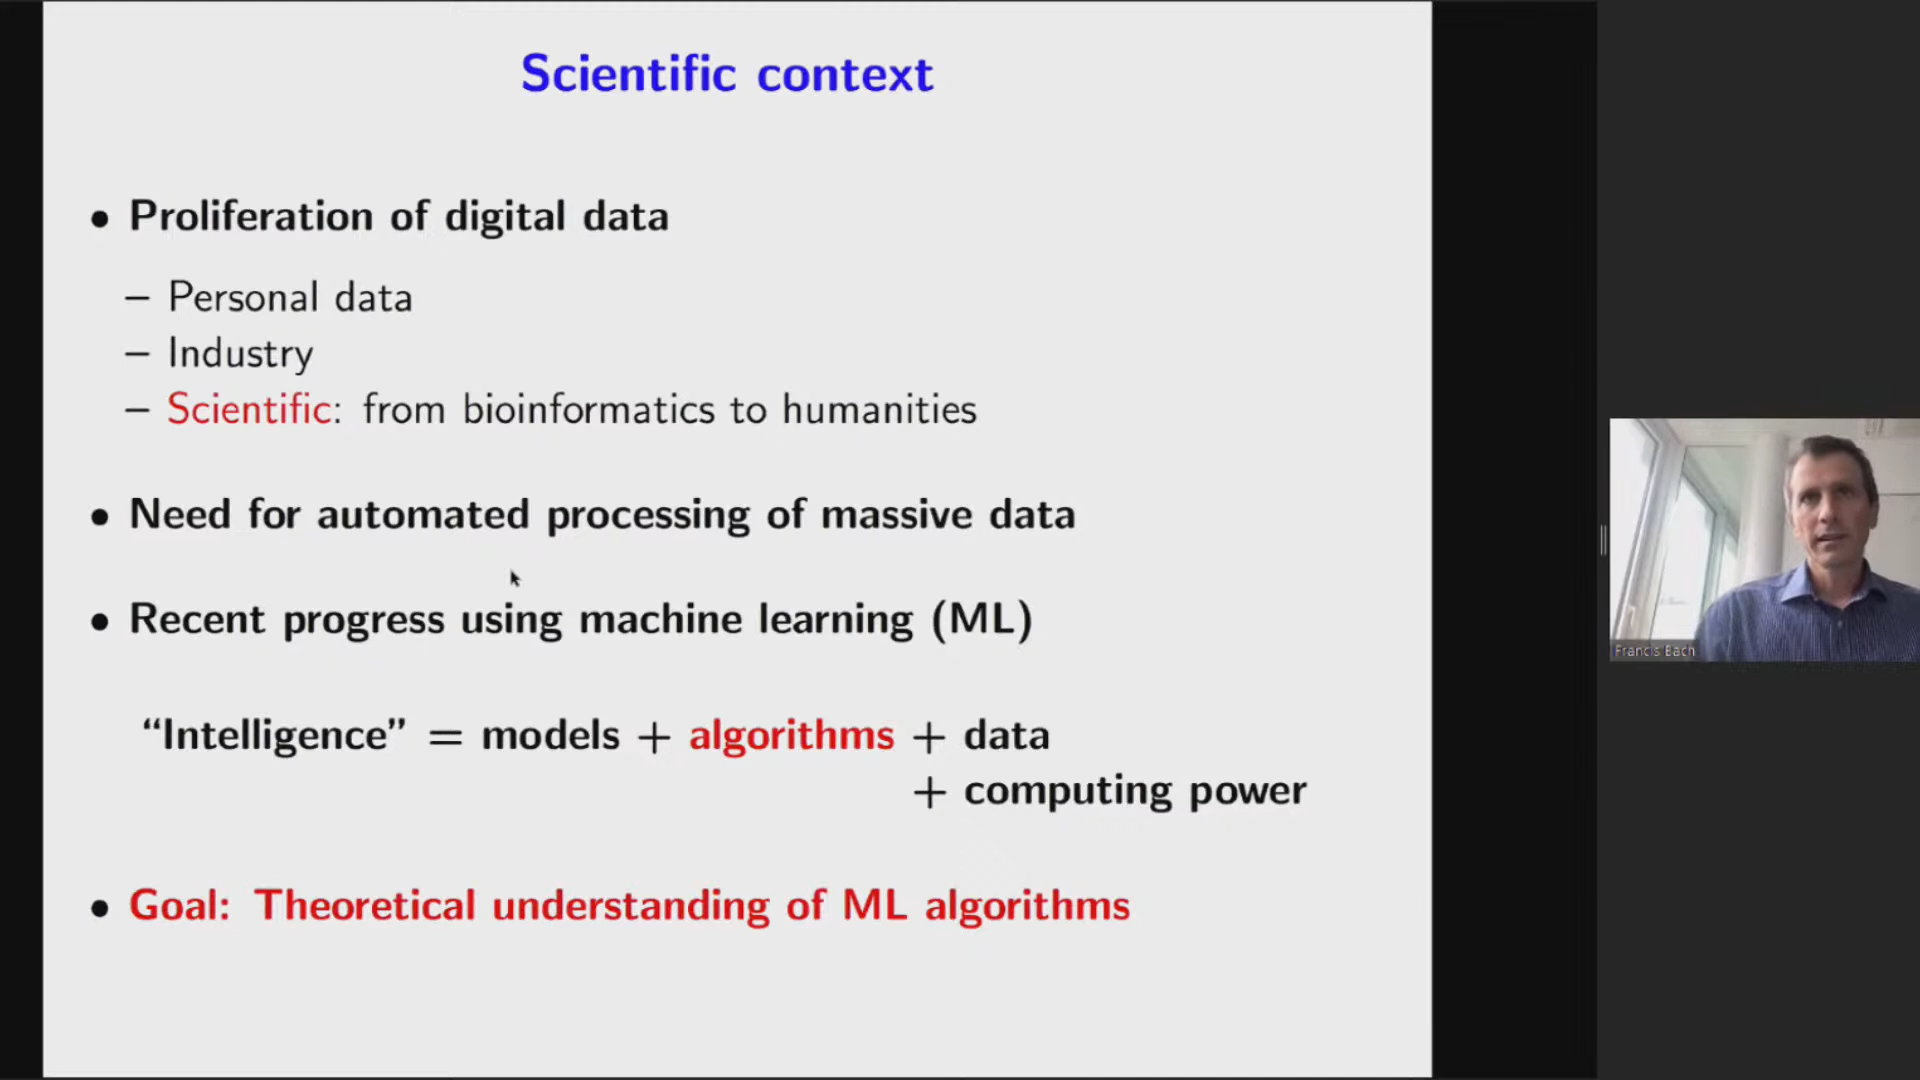 Scientific context
• Proliferation of digital data
– Personal data
– Industry
– Scientific: from bioinformatics to humanities
• Need for automated processing of massive data
• Recent progress using machine learning (ML)
“Intelligence” = models + algorithms + data
+ computing power
• Goal: Theoretical understanding of ML algorithms
Francis Bach